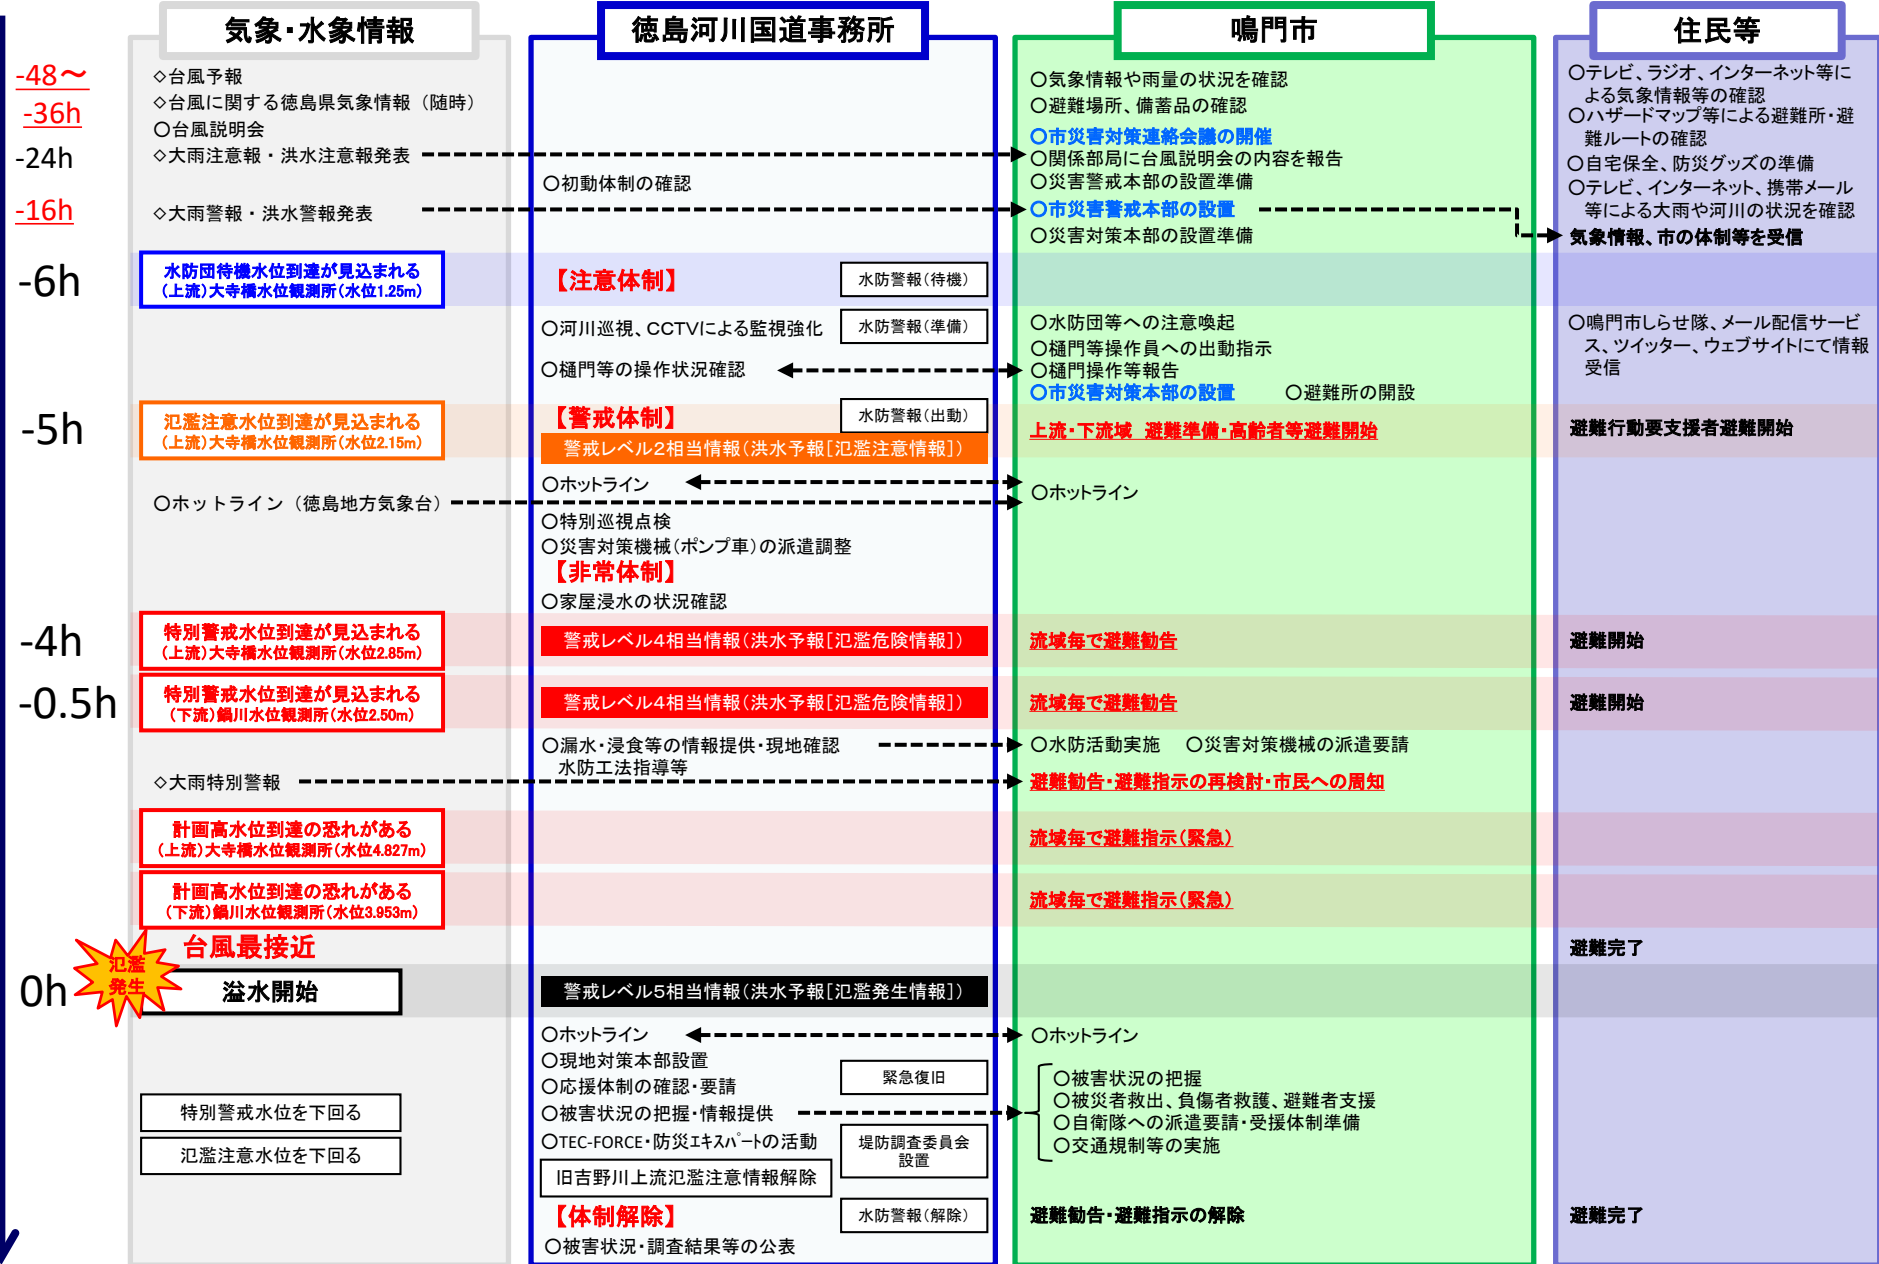 気象・水象情報
徳島河川国道事務所
鳴門市
住民等
-48～
-36h
-24h
-16h
-6h
-5h
-4h
-0.5h
0h
◇台風予報
◇台風に関する徳島県気象情報（随時）
〇台風説明会
◇大雨注意報・洪水注意報発表
◇大雨警報・洪水警報発表
水防団待機水位到達が見込まれる
(上流)大寺橋水位観測所(水位1.25m)
氾濫注意水位到達が見込まれる
(上流)大寺橋水位観測所(水位2.15m)
〇ホットライン（徳島地方気象台）
特別警戒水位到達が見込まれる
(上流)大寺橋水位観測所(水位2.85m)
特別警戒水位到達が見込まれる
(下流)鍋川水位観測所(水位2.50m)
◇大雨特別警報
計画高水位到達の恐れがある
(上流)大寺橋水位観測所(水位4.827m)
計画高水位到達の恐れがある
(下流)鍋川水位観測所(水位3.953m)
台風最接近
氾濫
発生
溢水開始
特別警戒水位を下回る
氾濫注意水位を下回る
〇初動体制の確認
【注意体制】
水防警報(待機)
〇河川巡視、CCTVによる監視強化
水防警報(準備)
〇樋門等の操作状況確認
【警戒体制】
水防警報(出動)
警戒レベル2相当情報(洪水予報[氾濫注意情報])
〇ホットライン
〇特別巡視点検
〇災害対策機械(ポンプ車)の派遣調整
【非常体制】
〇家屋浸水の状況確認
警戒レベル4相当情報(洪水予報[氾濫危険情報])
警戒レベル4相当情報(洪水予報[氾濫危険情報])
〇漏水・浸食等の情報提供・現地確認
水防工法指導等
警戒レベル5相当情報(洪水予報[氾濫発生情報])
〇ホットライン
〇現地対策本部設置
〇応援体制の確認・要請
緊急復旧
〇被害状況の把握・情報提供
〇TEC-FORCE・防災ｴｷｽﾊﾟｰﾄの活動
堤防調査委員会
設置
旧吉野川上流氾濫注意情報解除
【体制解除】
水防警報(解除)
〇被害状況・調査結果等の公表
〇気象情報や雨量の状況を確認
〇避難場所、備蓄品の確認
〇市災害対策連絡会議の開催
〇関係部局に台風説明会の内容を報告
〇災害警戒本部の設置準備
〇市災害警戒本部の設置
〇災害対策本部の設置準備
〇水防団等への注意喚起
〇樋門等操作員への出動指示
〇樋門操作等報告
〇市災害対策本部の設置　〇避難所の開設
上流・下流域　避難準備・高齢者等避難開始
〇ホットライン
流域毎で避難勧告
流域毎で避難勧告
〇水防活動実施　〇災害対策機械の派遣要請
避難勧告・避難指示の再検討・市民への周知
流域毎で避難指示(緊急)
流域毎で避難指示(緊急)
〇ホットライン
〇被害状況の把握
〇被災者救出、負傷者救護、避難者支援
〇自衛隊への派遣要請・受援体制準備
〇交通規制等の実施
避難勧告・避難指示の解除
〇テレビ、ラジオ、インターネット等に
よる気象情報等の確認
〇ハザードマップ等による避難所・避
難ルートの確認
〇自宅保全、防災グッズの準備
〇テレビ、インターネット、携帯メール
等による大雨や河川の状況を確認
気象情報、市の体制等を受信
〇鳴門市しらせ隊、メール配信サービ
ス、ツイッター、ウェブサイトにて情報
受信
避難行動要支援者避難開始
避難開始
避難開始
避難完了
避難完了